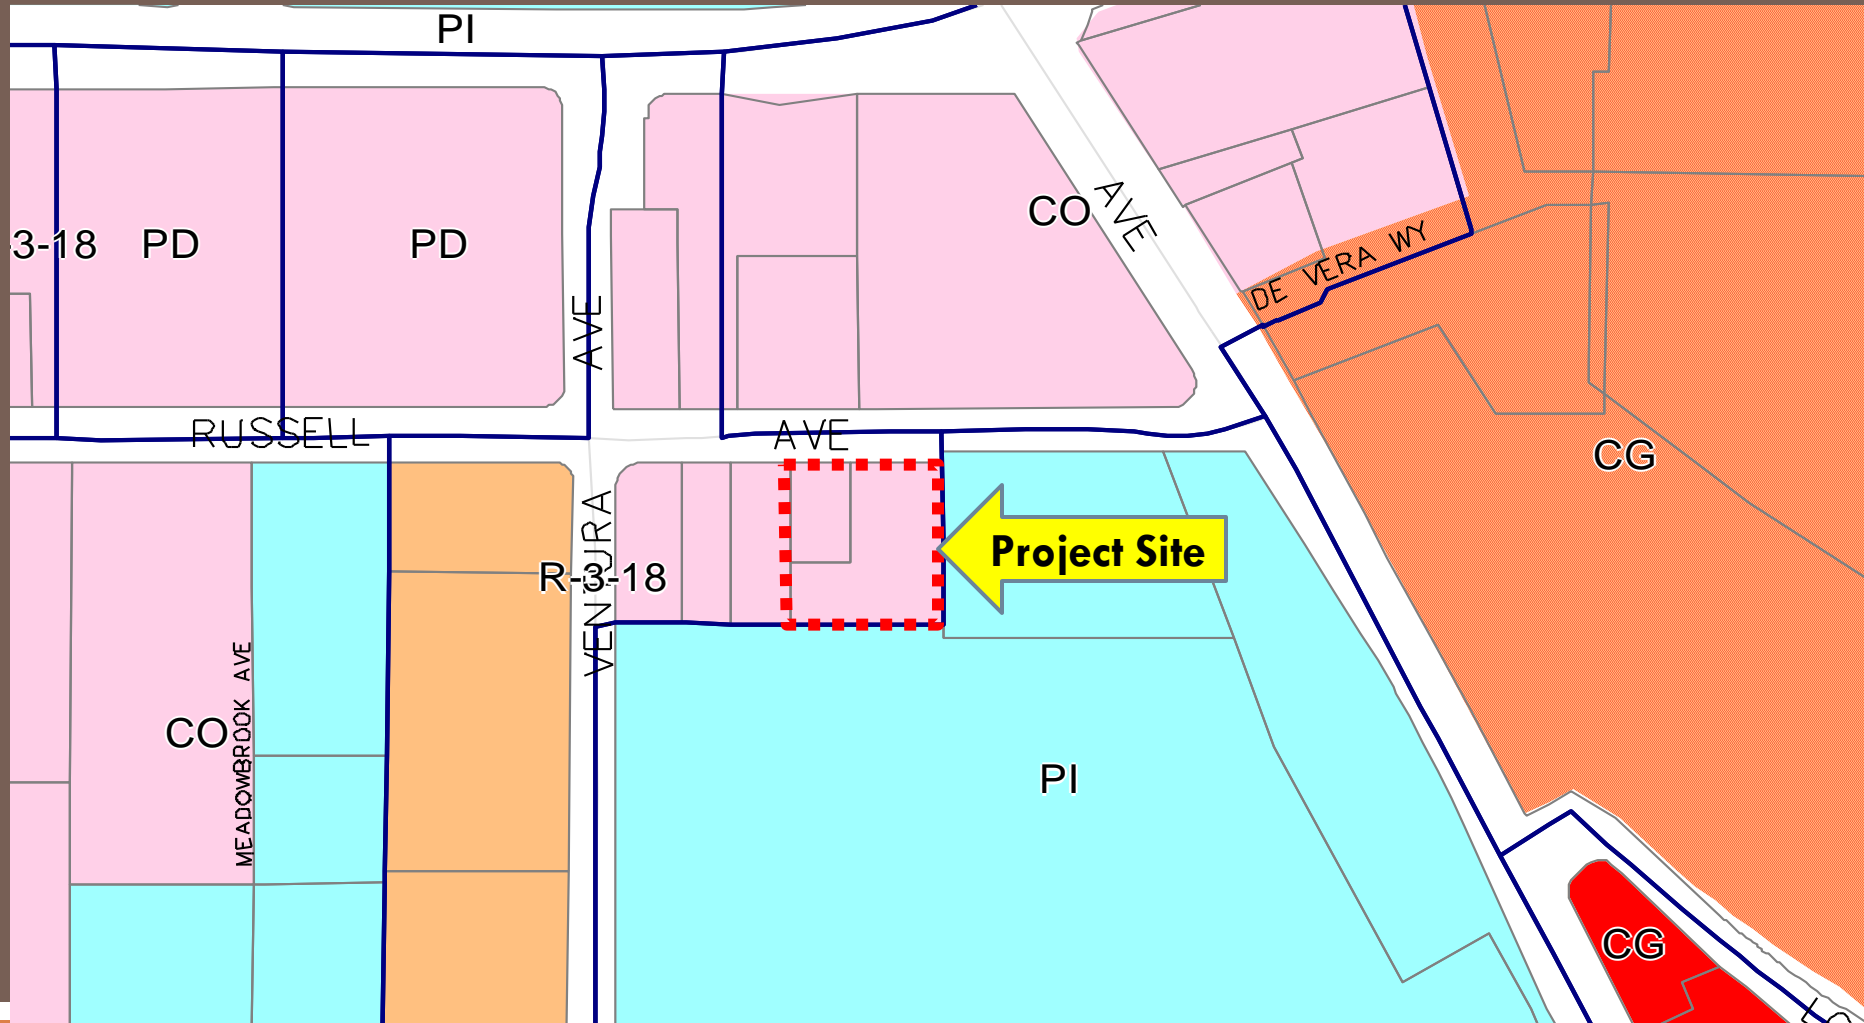 PI
CO
AVE
-3-18
PD
PD
DE VERA WY
AVE
RUSSELL
AVE
CG
Project Site
R-3-18
VENTURA
CO
MEADOWBROOK AVE
PI
CG